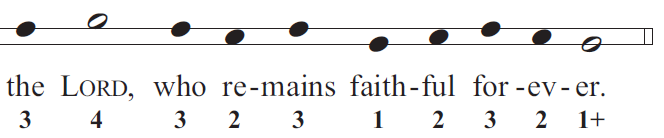 the LORD, who re-mains faith-ful for-ev-er.
3 4 3 2 3 1 2 3 2 1+